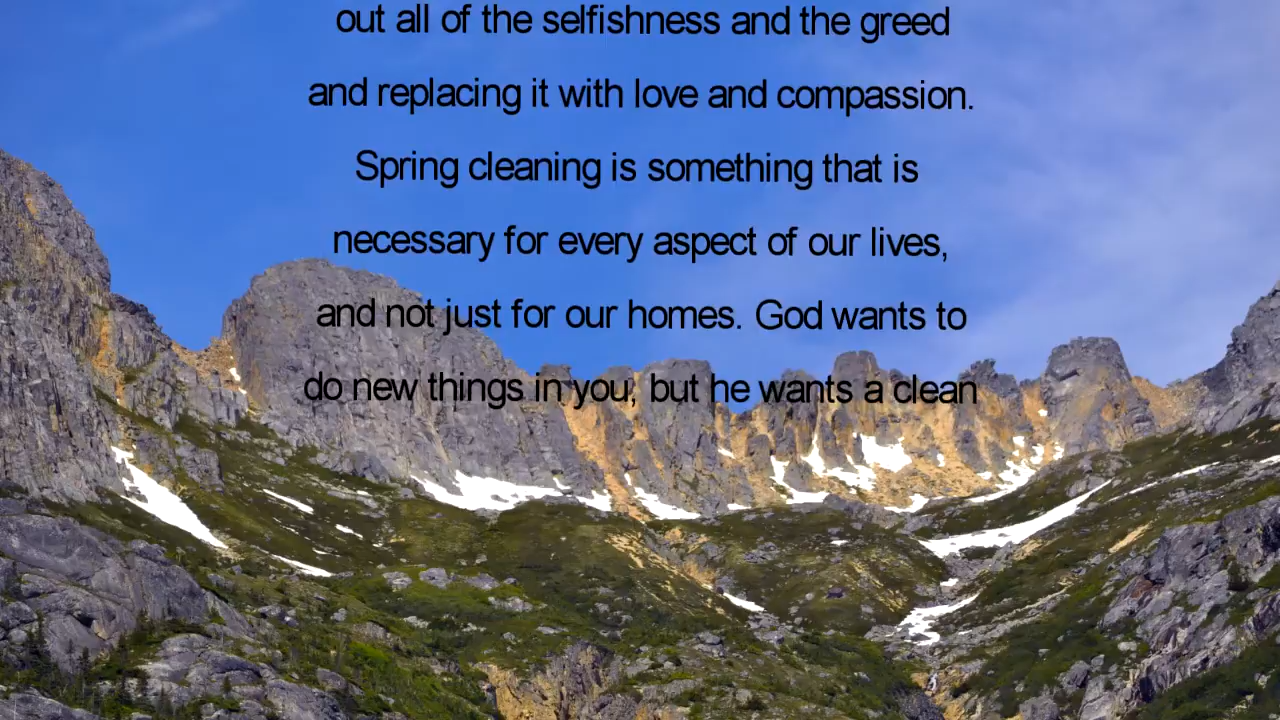 out all of the selfishness and the greed
and replacing it with love and compassion.
Spring cleaning is something that is
necessary for every aspect of our lives,
and not just for our homes. God wants to
do new things in you, but he wants a clean